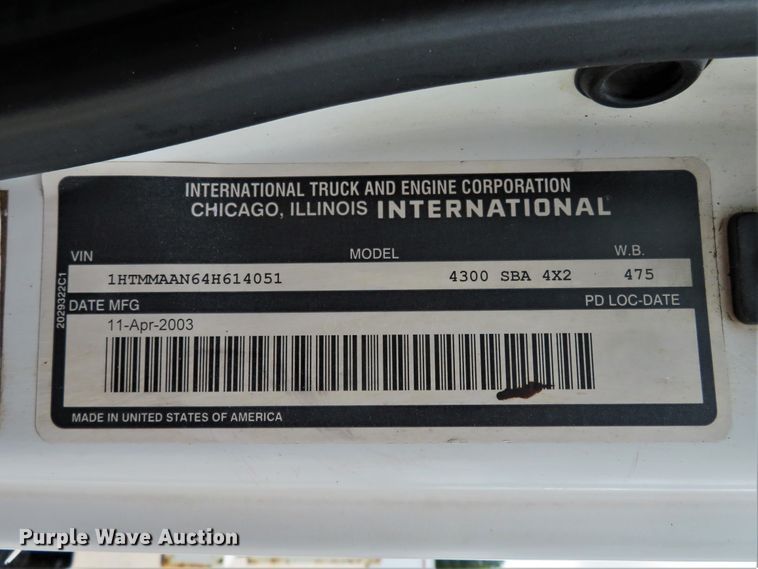 INTERNATIONAL TRUCK AND ENGINE CORPORATION
CHICAGO, ILLINOIS INTERNATIONAL
VIN MODEL W.B.
1HTMMAAN64H614051 4300 SBA 4X2 475
DATE MFG PD LOC-DATE
11-Apr-2003
MADE IN UNITED STATES OF AMERICA
2029322C1
Purple Wave Auction